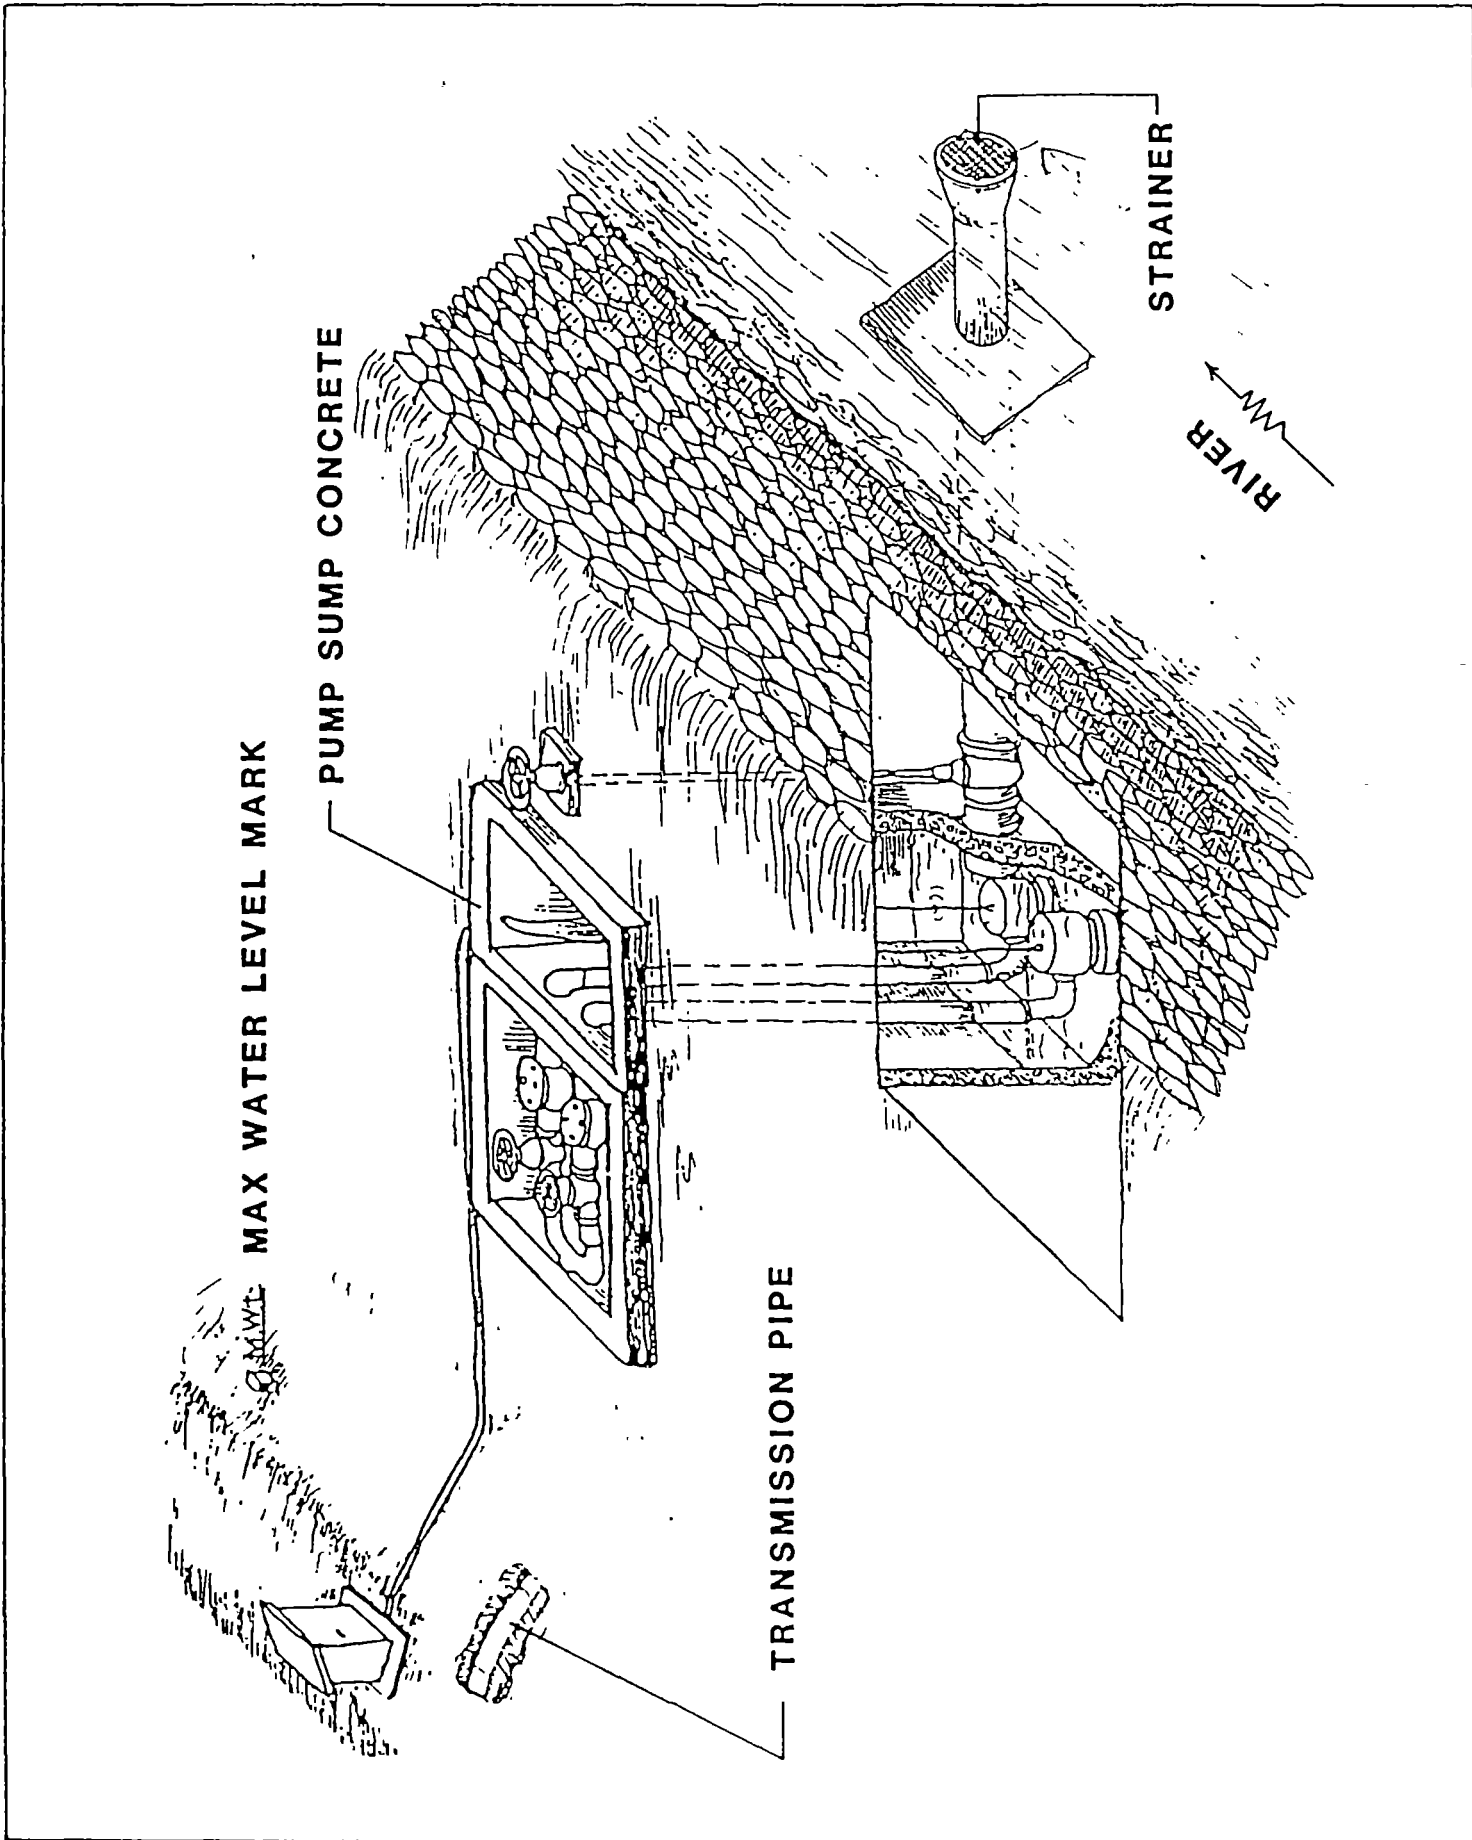 MAX WATER LEVEL MARK
M.W.L.
PUMP SUMP CONCRETE
TRANSMISSION PIPE
STRAINER
RIVER